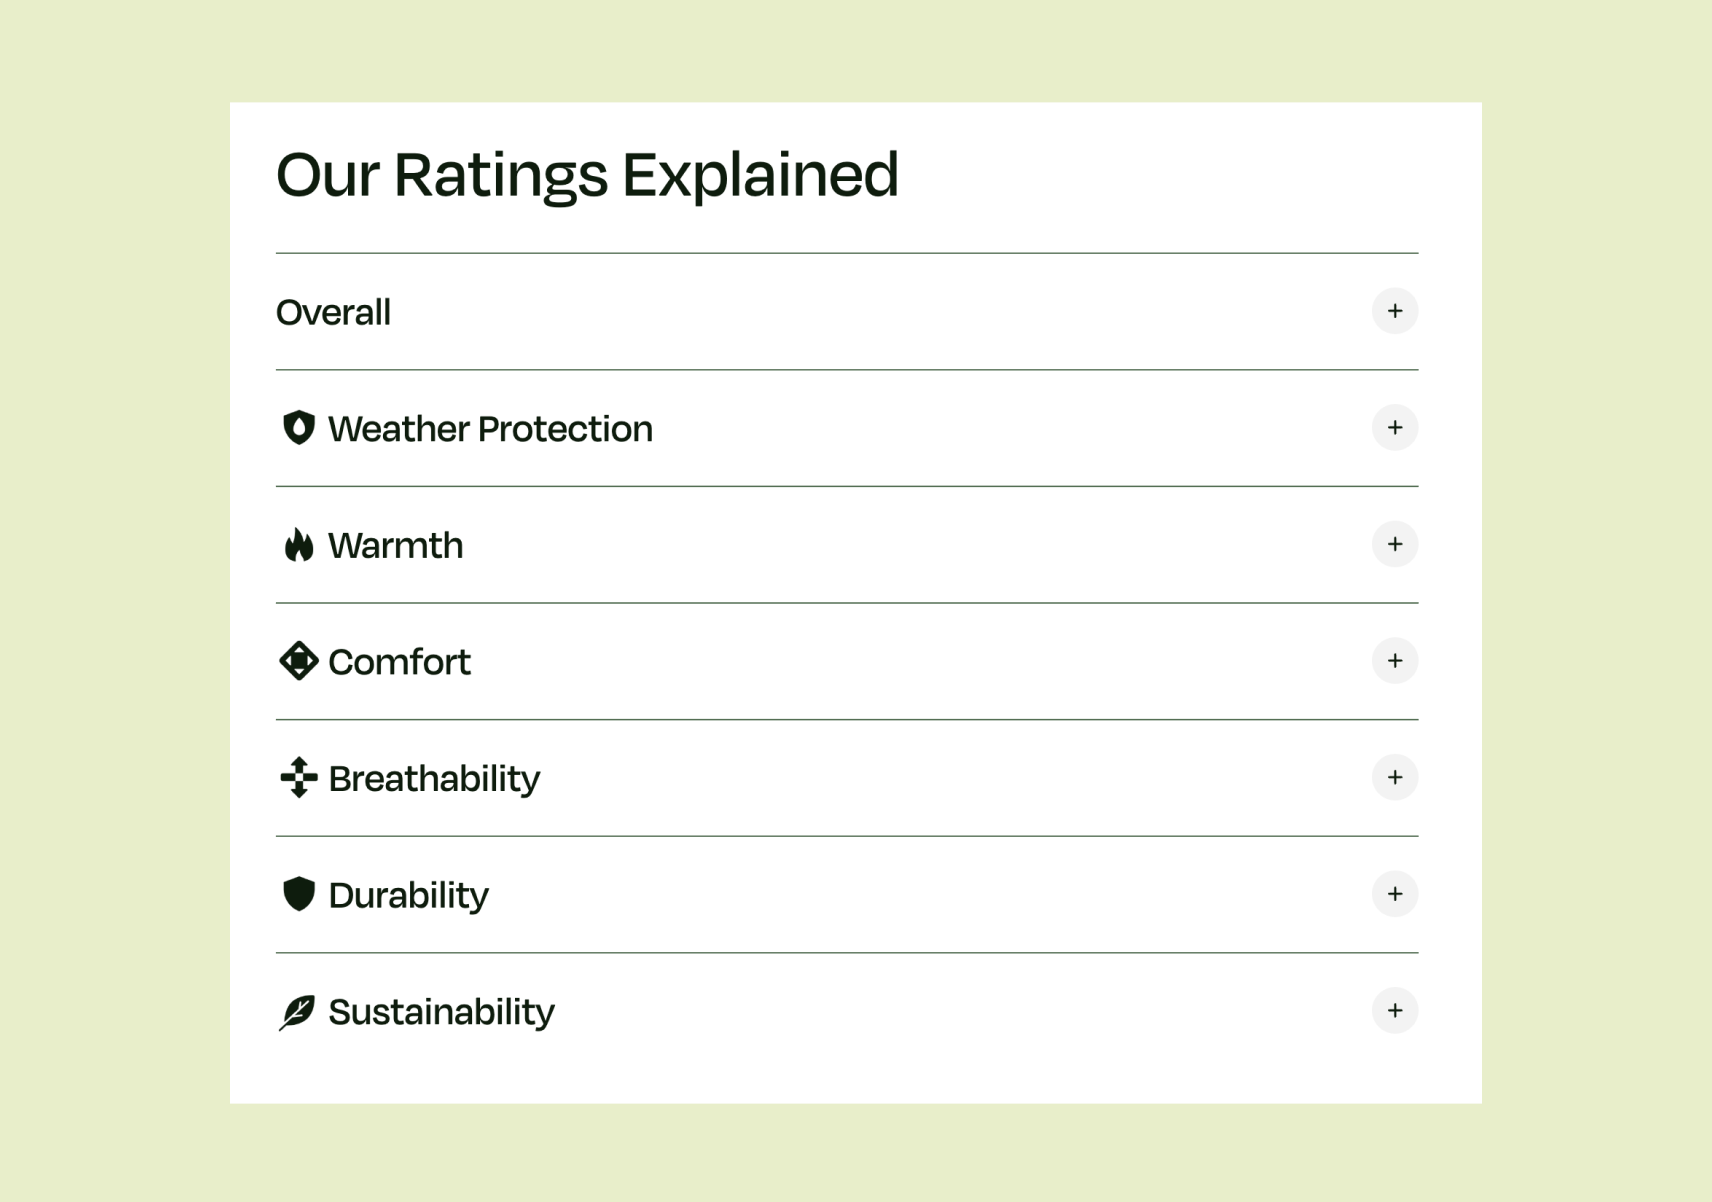 Our Ratings Explained
Overall
Weather Protection
Warmth
Comfort
Breathability
Durability
Sustainability